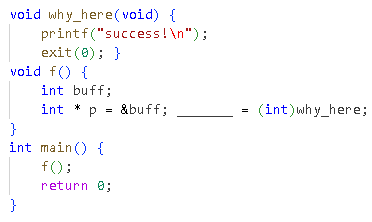 void why_here(void) {
    printf("success!\n");
    exit(0); }
void f() {
    int buff;
    int * p = &buff; _______ = (int)why_here;
}
int main() {
    f();
    return 0;
}